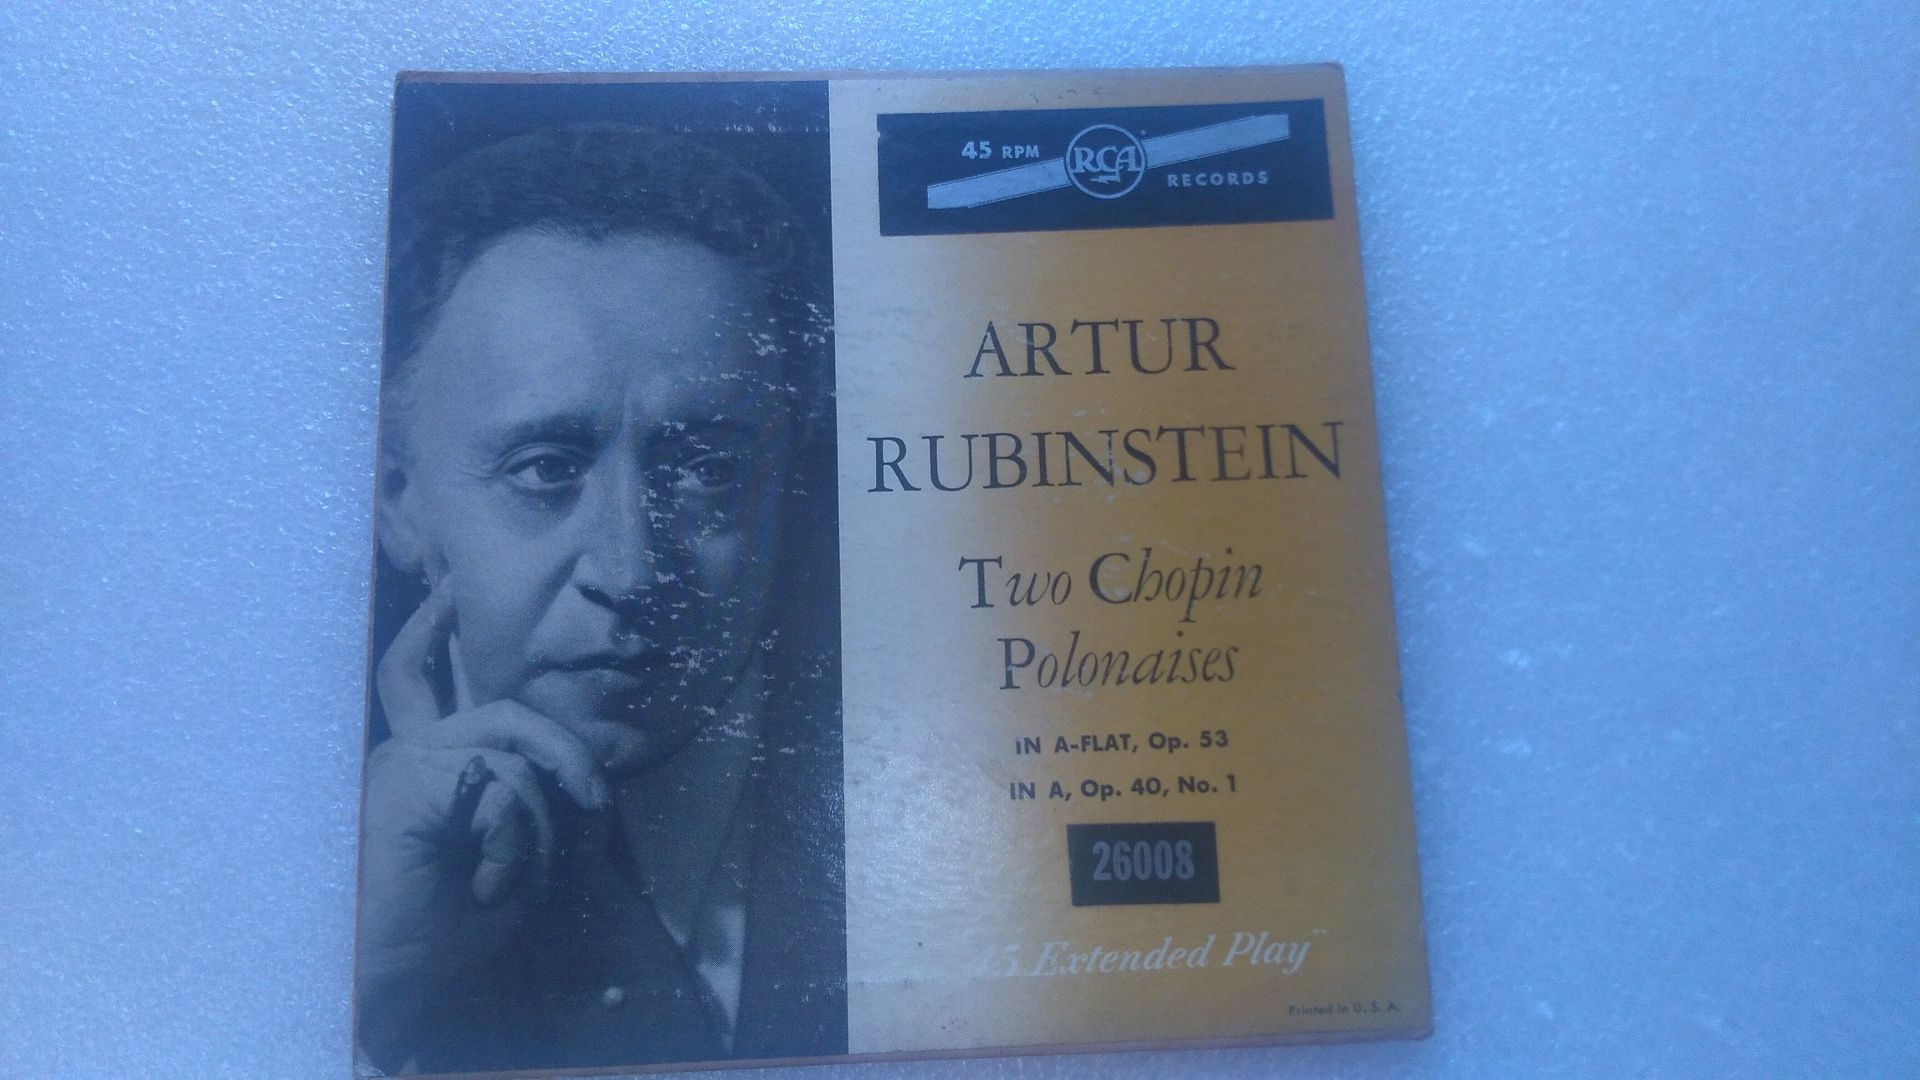 45 RPM
RCA
RECORDS
ARTUR
RUBINSTEIN
Two Chopin
Polonaises
IN A-FLAT, Op. 53
IN A, Op. 40, No. 1
26008
"45 Extended Play"
Printed in U. S. A.